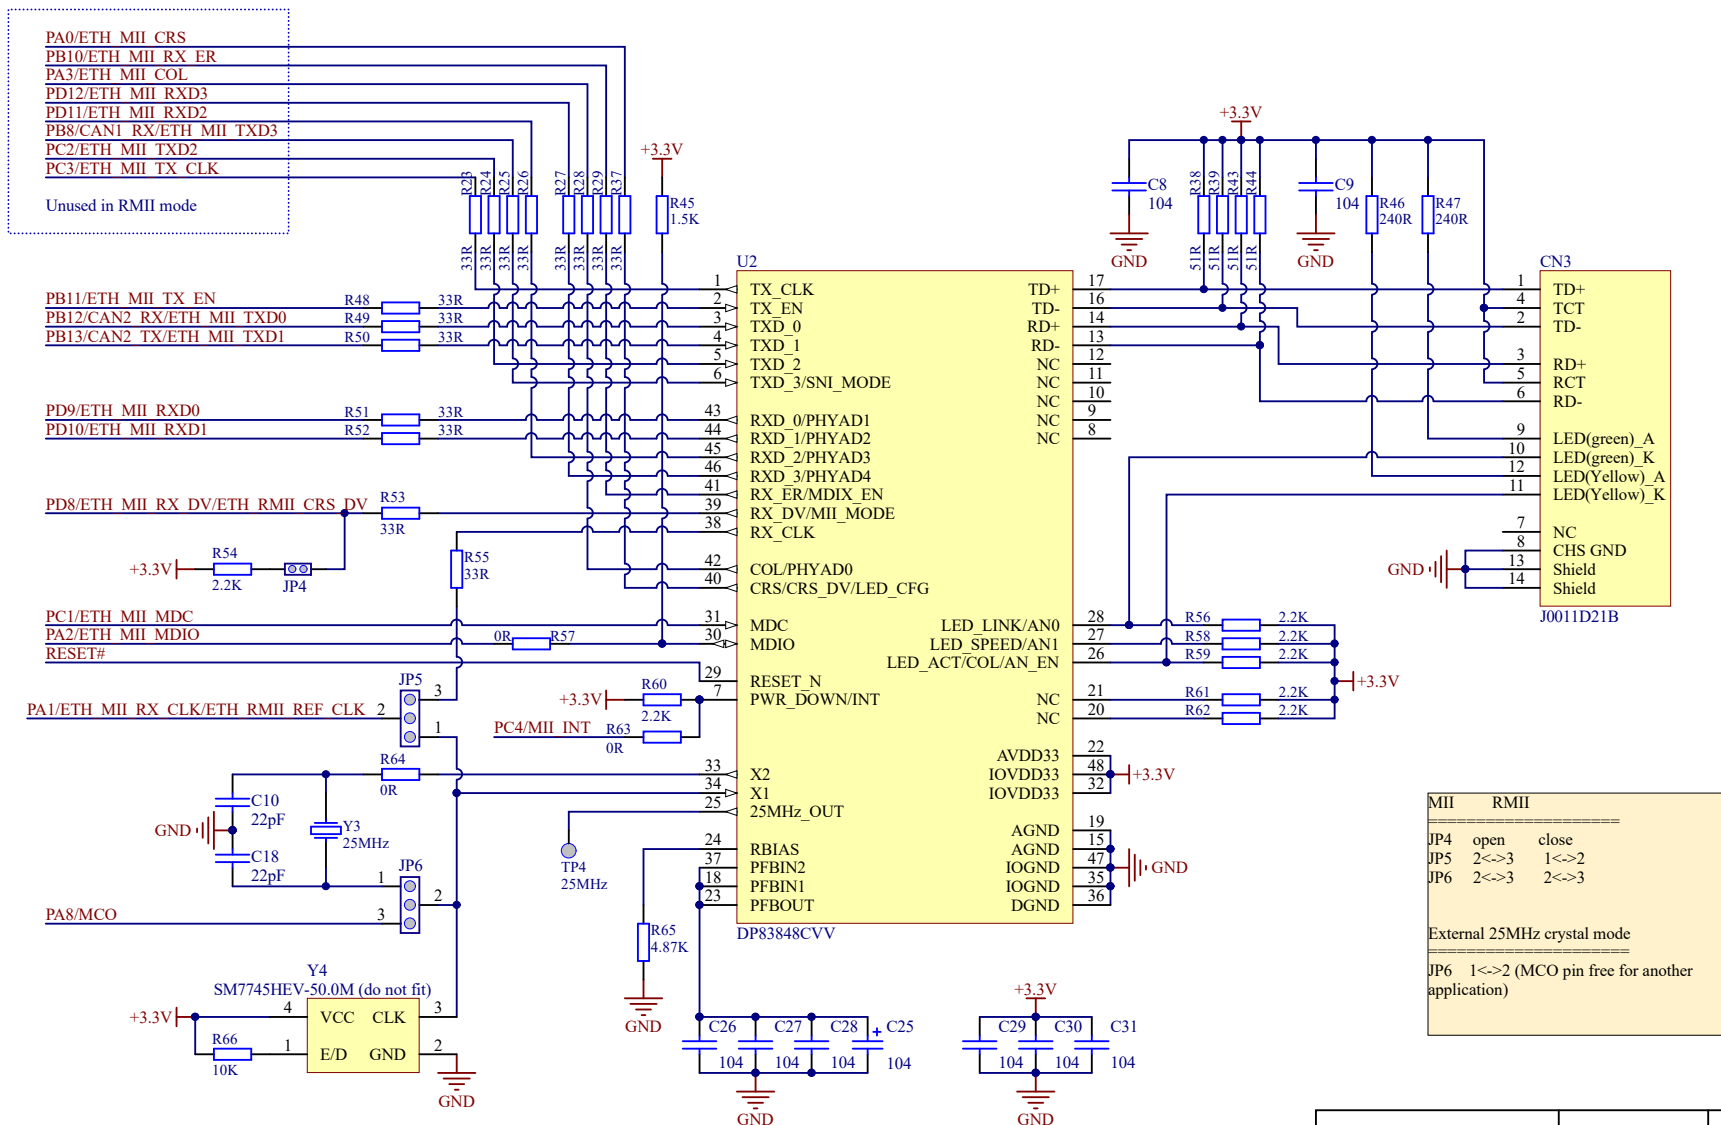 PA0/ETH_MII_CRS
PB10/ETH_MII_RX_ER
PA3/ETH_MII_COL
PD12/ETH_MII_RXD3
PD11/ETH_MII_RXD2
PB8/CAN1_RX/ETH_MII_TXD3
PC2/ETH_MII_TXD2
PC3/ETH_MII_TX_CLK
Unused in RMII mode
R23
R24
R25
R26
R27
R28
R29
R37
33R
33R
33R
33R
33R
33R
33R
33R
+3.3V
R45
1.5K
+3.3V
C8
104
GND
R38
R39
R43
R44
51R
51R
51R
51R
C9
104
GND
R46
240R
R47
240R
PB11/ETH_MII_TX_EN
R48
33R
PB12/CAN2_RX/ETH_MII_TXD0
R49
33R
PB13/CAN2_TX/ETH_MII_TXD1
R50
33R
PD9/ETH_MII_RXD0
R51
33R
PD10/ETH_MII_RXD1
R52
33R
PD8/ETH_MII_RX_DV/ETH_RMII_CRS_DV
R53
33R
+3.3V
R54
2.2K
JP4
R55
33R
PC1/ETH_MII_MDC
PA2/ETH_MII_MDIO
0R
R57
RESET#
+3.3V
R60
2.2K
PC4/MII_INT
R63
0R
JP5
3
2
1
PA1/ETH_MII_RX_CLK/ETH_RMII_REF_CLK
R64
0R
C10
22pF
GND
C18
22pF
Y3
25MHz
JP6
1
2
3
PA8/MCO
TP4
25MHz
R65
4.87K
GND
Y4
SM7745HEV-50.0M (do not fit)
+3.3V
4
VCC
CLK
3
R66
10K
1
E/D
GND
2
GND
U2
1
TX_CLK
2
TX_EN
3
TXD_0
4
TXD_1
5
TXD_2
6
TXD_3/SNI_MODE
43
RXD_0/PHYAD1
44
RXD_1/PHYAD2
45
RXD_2/PHYAD3
46
RXD_3/PHYAD4
41
RX_ER/MDIX_EN
39
RX_DV/MII_MODE
38
RX_CLK
42
COL/PHYAD0
40
CRS/CRS_DV/LED_CFG
31
MDC
30
MDIO
29
RESET_N
7
PWR_DOWN/INT
33
X2
34
X1
25
25MHz_OUT
24
RBIAS
37
PFBIN2
18
PFBIN1
23
PFBOUT
TD+
17
TD-
16
RD+
14
RD-
13
NC
12
NC
11
NC
10
NC
9
NC
8
LED_LINK/AN0
28
LED_SPEED/AN1
27
LED_ACT/COL/AN_EN
26
NC
21
NC
20
AVDD33
22
IOVDD33
48
IOVDD33
32
AGND
19
AGND
15
IOGND
47
IOGND
35
DGND
36
DP83848CVV
+3.3V
GND
R56
2.2K
R58
2.2K
R59
2.2K
R61
2.2K
R62
2.2K
+3.3V
CN3
1
TD+
4
TCT
2
TD-
3
RD+
5
RCT
6
RD-
9
LED(green)_A
10
LED(green)_K
12
LED(Yellow)_A
11
LED(Yellow)_K
7
NC
8
CHS GND
13
Shield
14
Shield
GND
J0011D21B
C26
104
C27
104
C28
104
C25
+
104
GND
+3.3V
C29
104
C30
104
C31
104
GND
MII RMII
====================
JP4 open close
JP5 2<->3 1<->2
JP6 2<->3 2<->3
External 25MHz crystal mode
=====================
JP6 1<->2 (MCO pin free for another
application)